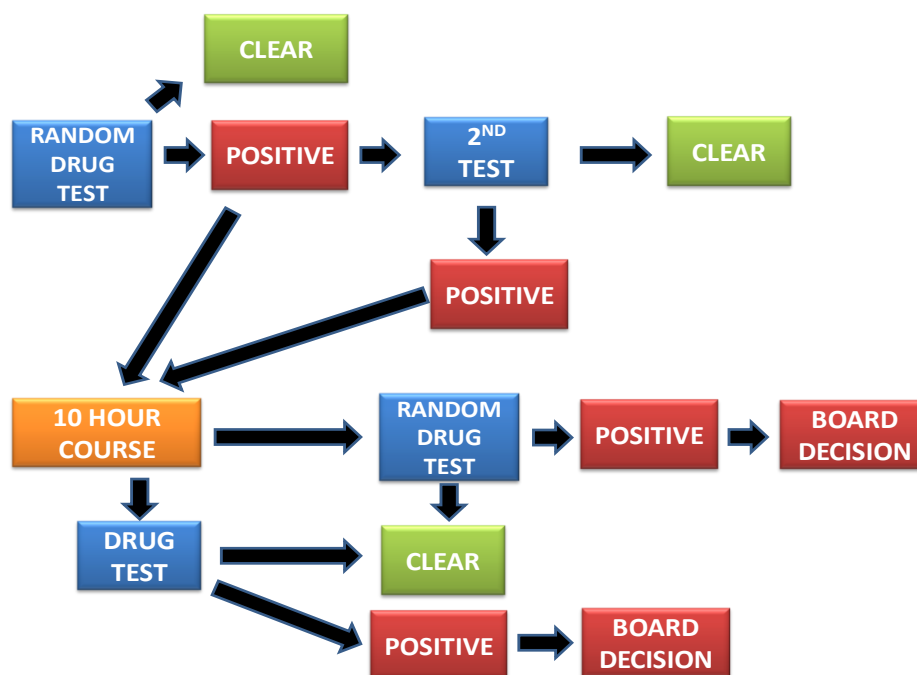 CLEAR
RANDOM
DRUG
TEST
POSITIVE
2ND
TEST
CLEAR
POSITIVE
10 HOUR
COURSE
RANDOM
DRUG
TEST
POSITIVE
BOARD
DECISION
DRUG
TEST
CLEAR
POSITIVE
BOARD
DECISION